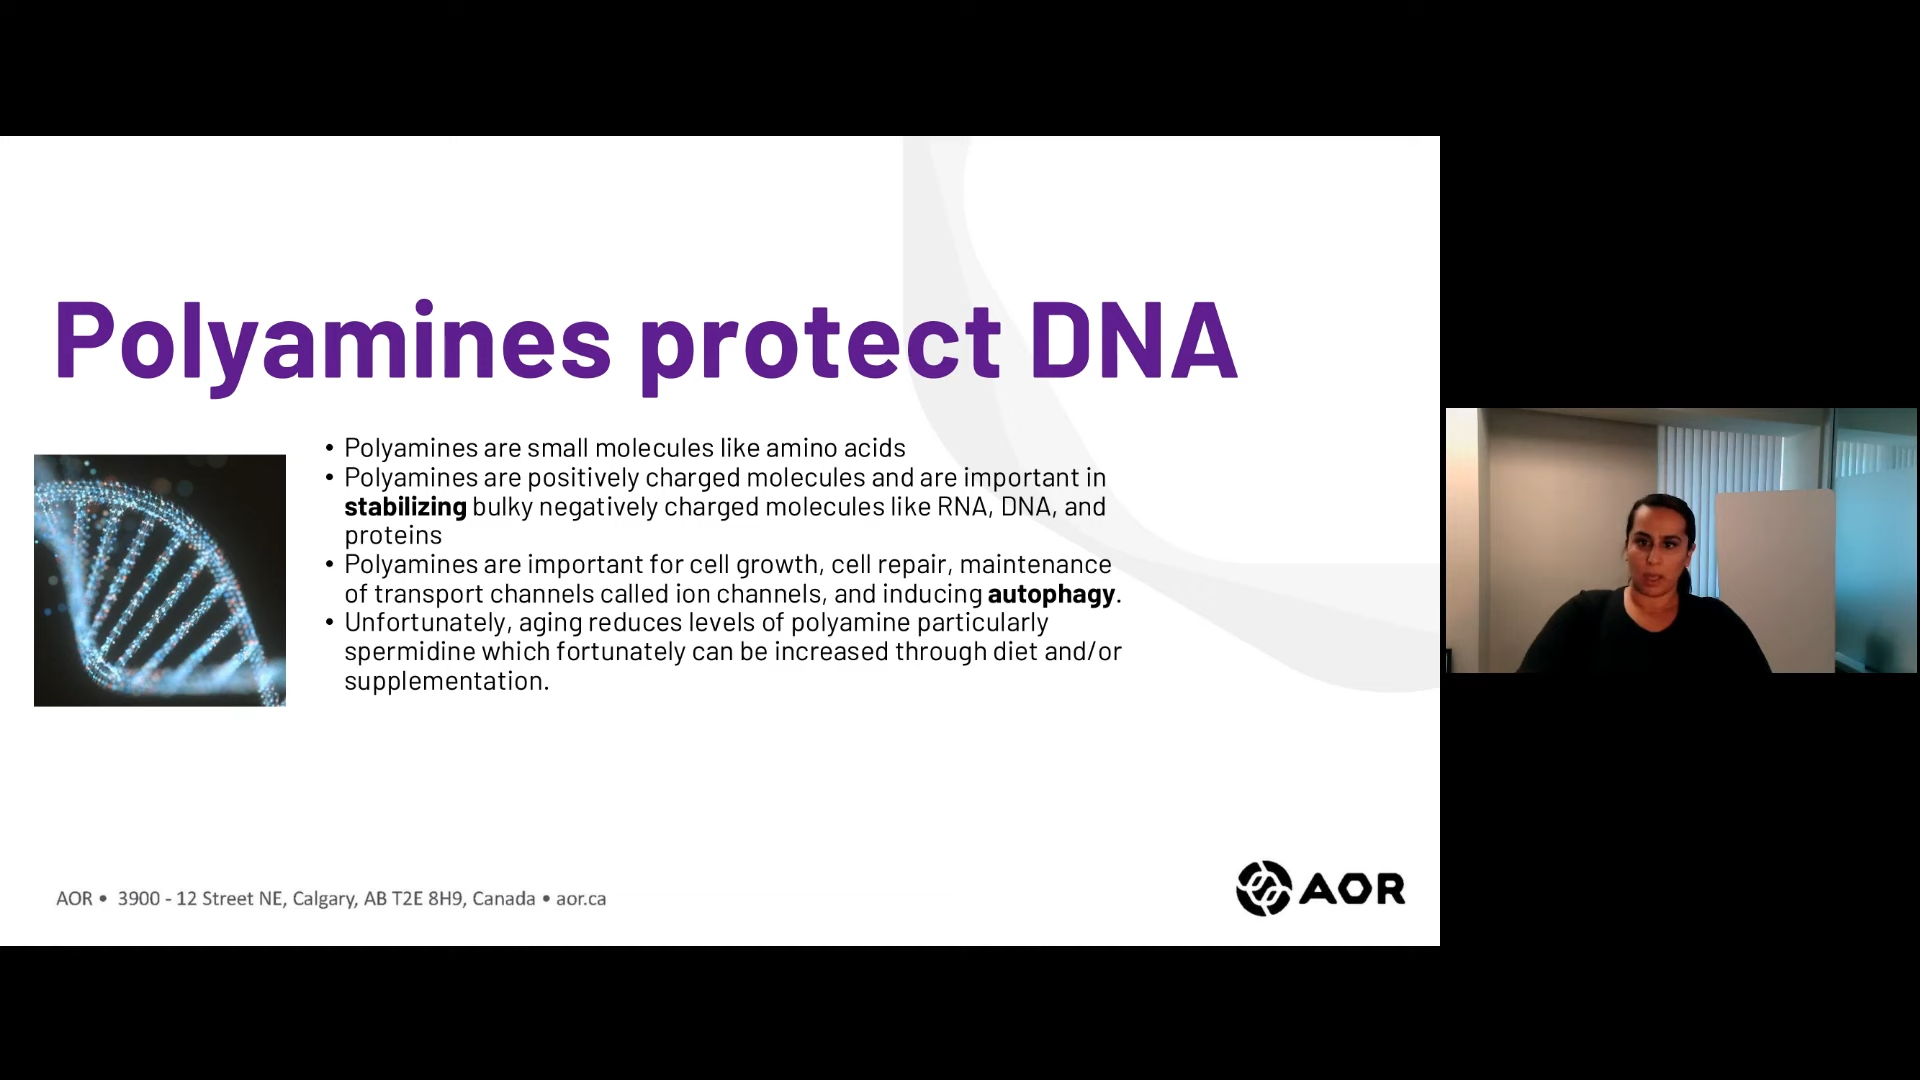 Polyamines protect DNA
• Polyamines are small molecules like amino acids
• Polyamines are positively charged molecules and are important in
stabilizing bulky negatively charged molecules like RNA, DNA, and
proteins
• Polyamines are important for cell growth, cell repair, maintenance
of transport channels called ion channels, and inducing autophagy.
• Unfortunately, aging reduces levels of polyamine particularly
spermidine which fortunately can be increased through diet and/or
supplementation.
AOR • 3900 - 12 Street NE, Calgary, AB T2E 8H9, Canada • aor.ca
AOR